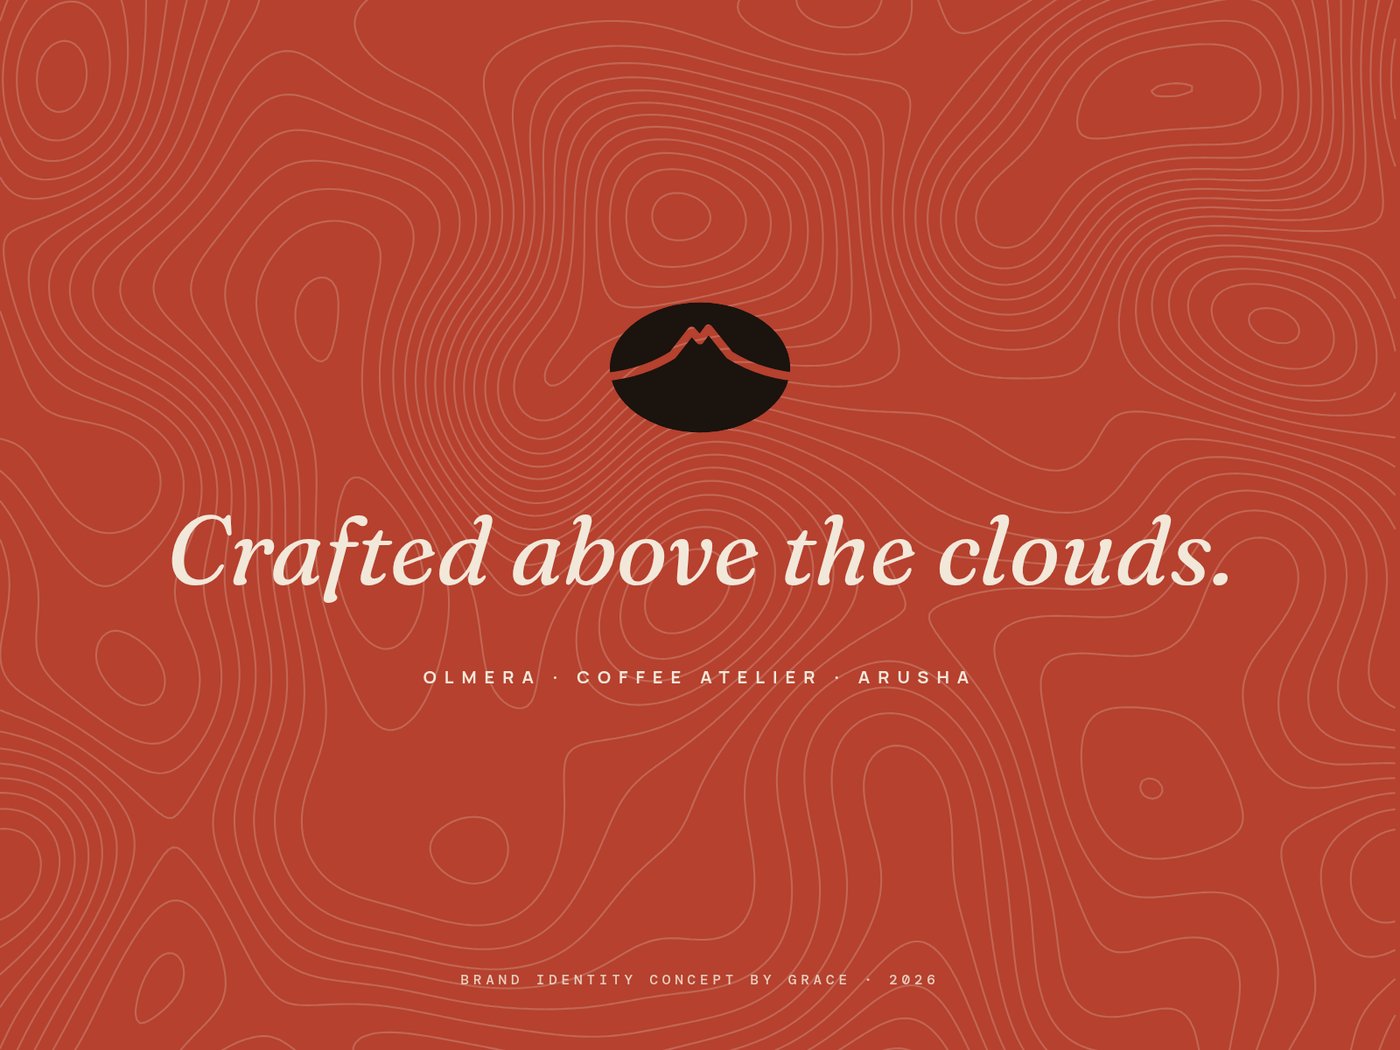 Crafted above the clouds.
OLMERA · COFFEE ATELIER · ARUSHA
BRAND IDENTITY CONCEPT BY GRACE · 2026